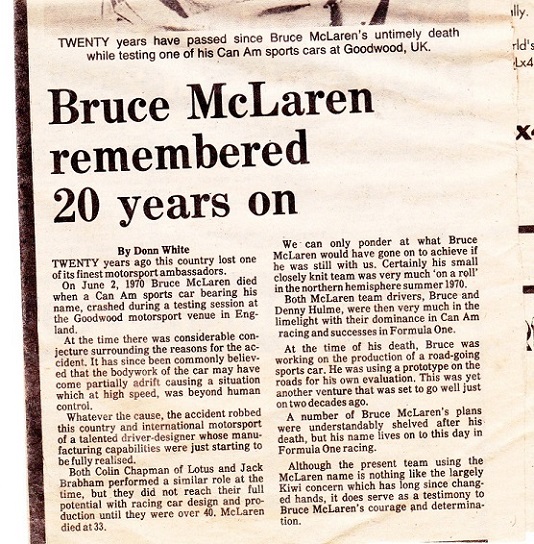 TWENTY years have passed since Bruce McLaren's untimely death
while testing one of his Can Am sports cars at Goodwood, UK.
Bruce McLaren
remembered
20 years on
By Donn White
TWENTY years ago this country lost one
of its finest motorsport ambassadors.
On June 2, 1970 Bruce McLaren died
when a Can Am sports car bearing his
name, crashed during a testing session at
the Goodwood motorsport venue in Eng-
land.
At the time there was considerable con-
jecture surrounding the reasons for the ac-
cident. It has since been commonly believ-
ed that the bodywork of the car may have
come partially adrift causing a situation
which at high speed, was beyond human
control.
Whatever the cause, the accident robbed
this country and international motorsport
of a talented driver-designer whose manu-
facturing capabilities were just starting to
be fully realised.
Both Colin Chapman of Lotus and Jack
Brabham performed a similar role at the
time, but they did not reach their full
potential with racing car design and pro-
duction until they were over 40. McLaren
died at 33.
We can only ponder at what Bruce
McLaren would have gone on to achieve if
he was still with us. Certainly his small
closely knit team was very much 'on a roll'
in the northern hemisphere summer 1970.
Both McLaren team drivers, Bruce and
Denny Hulme, were then very much in the
limelight with their dominance in Can Am
racing and successes in Formula One.
At the time of his death, Bruce was
working on the production of a road-going
sports car. He was using a prototype on the
roads for his own evaluation. This was yet
another venture that was set to go well just
on two decades ago.
A number of Bruce McLaren's plans
were understandably shelved after his
death, but his name lives on to this day in
Formula One racing.
Although the present team using the
McLaren name is nothing like the largely
Kiwi concern which has long since chang-
ed hands, it does serve as a testimony to
Bruce McLaren's courage and determina-
tion.